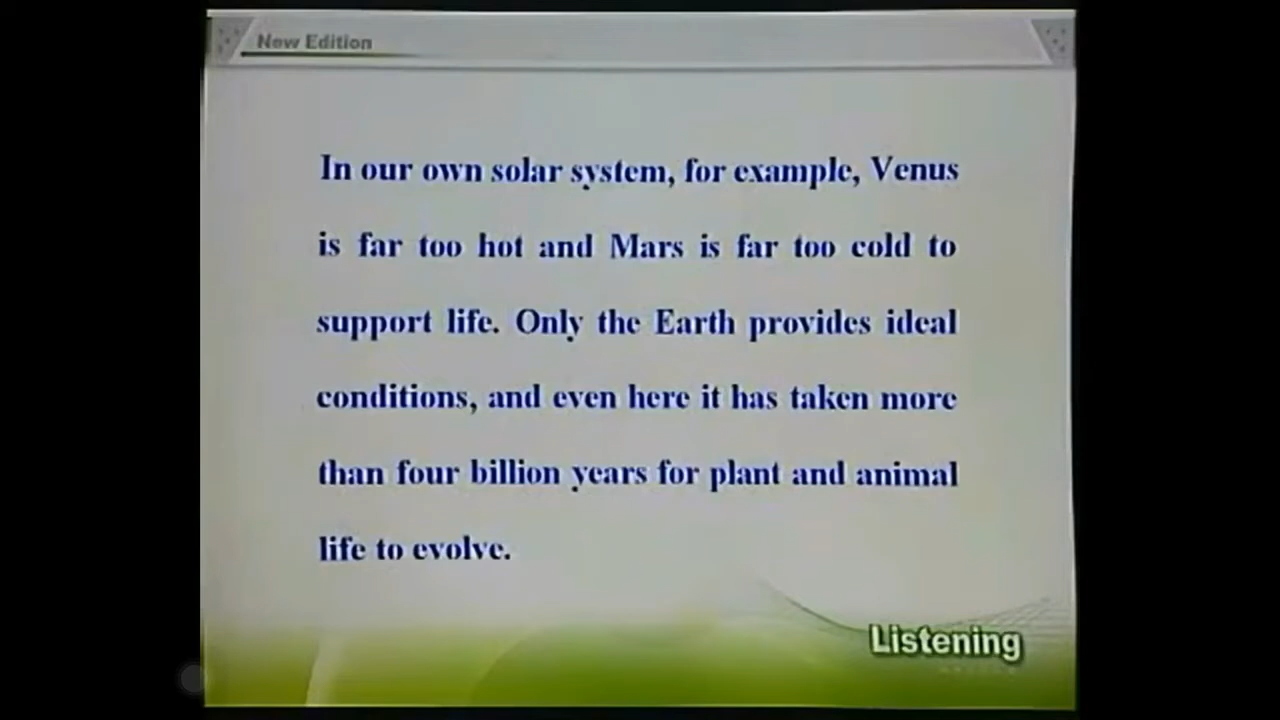 New Edition
In our own solar system, for example, Venus
is far too hot and Mars is far too cold to
support life. Only the Earth provides ideal
conditions, and even here it has taken more
than four billion years for plant and animal
life to evolve.
Listening